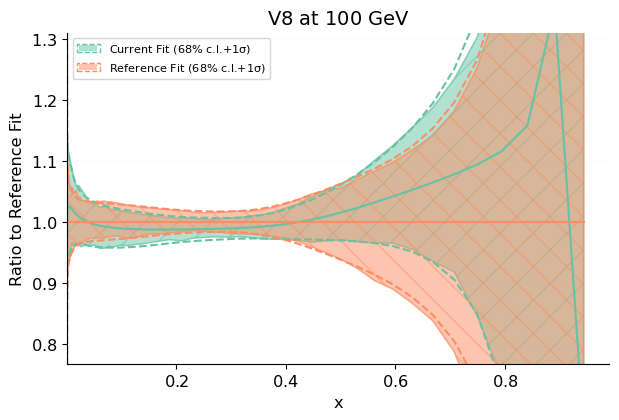 V8 at 100 GeV
Current Fit (68% c.l.+1σ)
Reference Fit (68% c.l.+1σ)
Ratio to Reference Fit
1.3
1.2
1.1
1.0
0.9
0.8
0.2 0.4 0.6 0.8
x